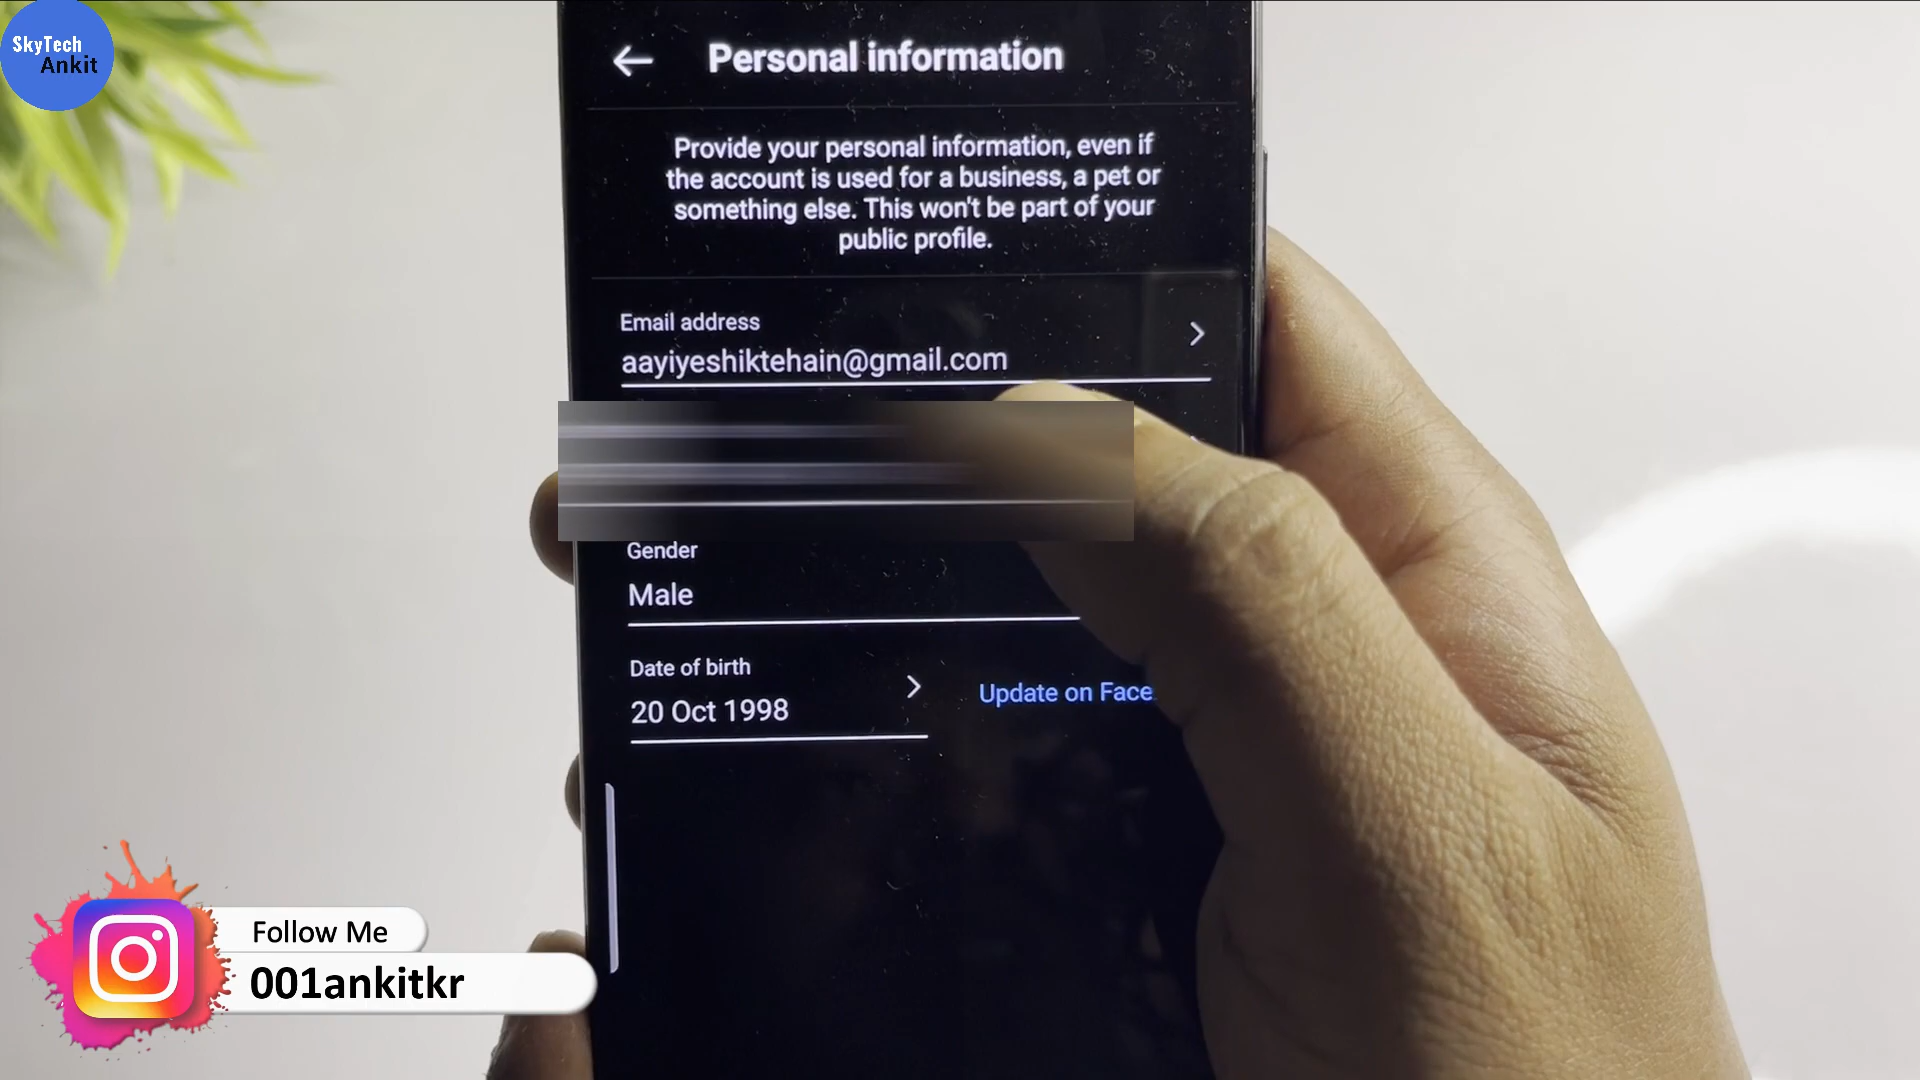 SkyTech
Ankit
Personal information
Provide your personal information, even if
the account is used for a business, a pet or
something else. This won't be part of your
public profile.
Email address
aayiyeshiktehain@gmail.com
Gender
Male
Date of birth
20 Oct 1998
Update on Face
Follow Me
001ankitkr